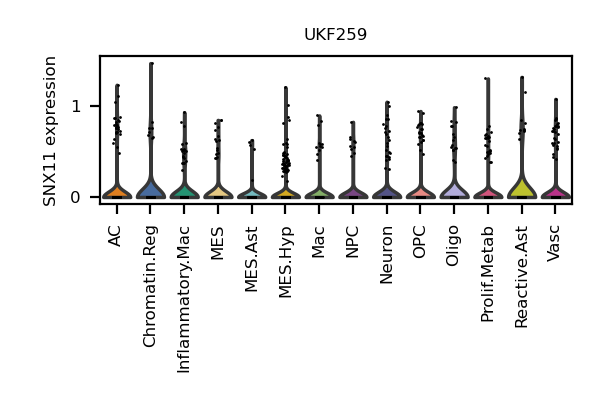 UKF259
SNX11 expression
1
0
AC
Chromatin.Reg
Inflammatory.Mac
MES
MES.Ast
MES.Hyp
Mac
NPC
Neuron
OPC
Oligo
Prolif.Metab
Reactive.Ast
Vasc